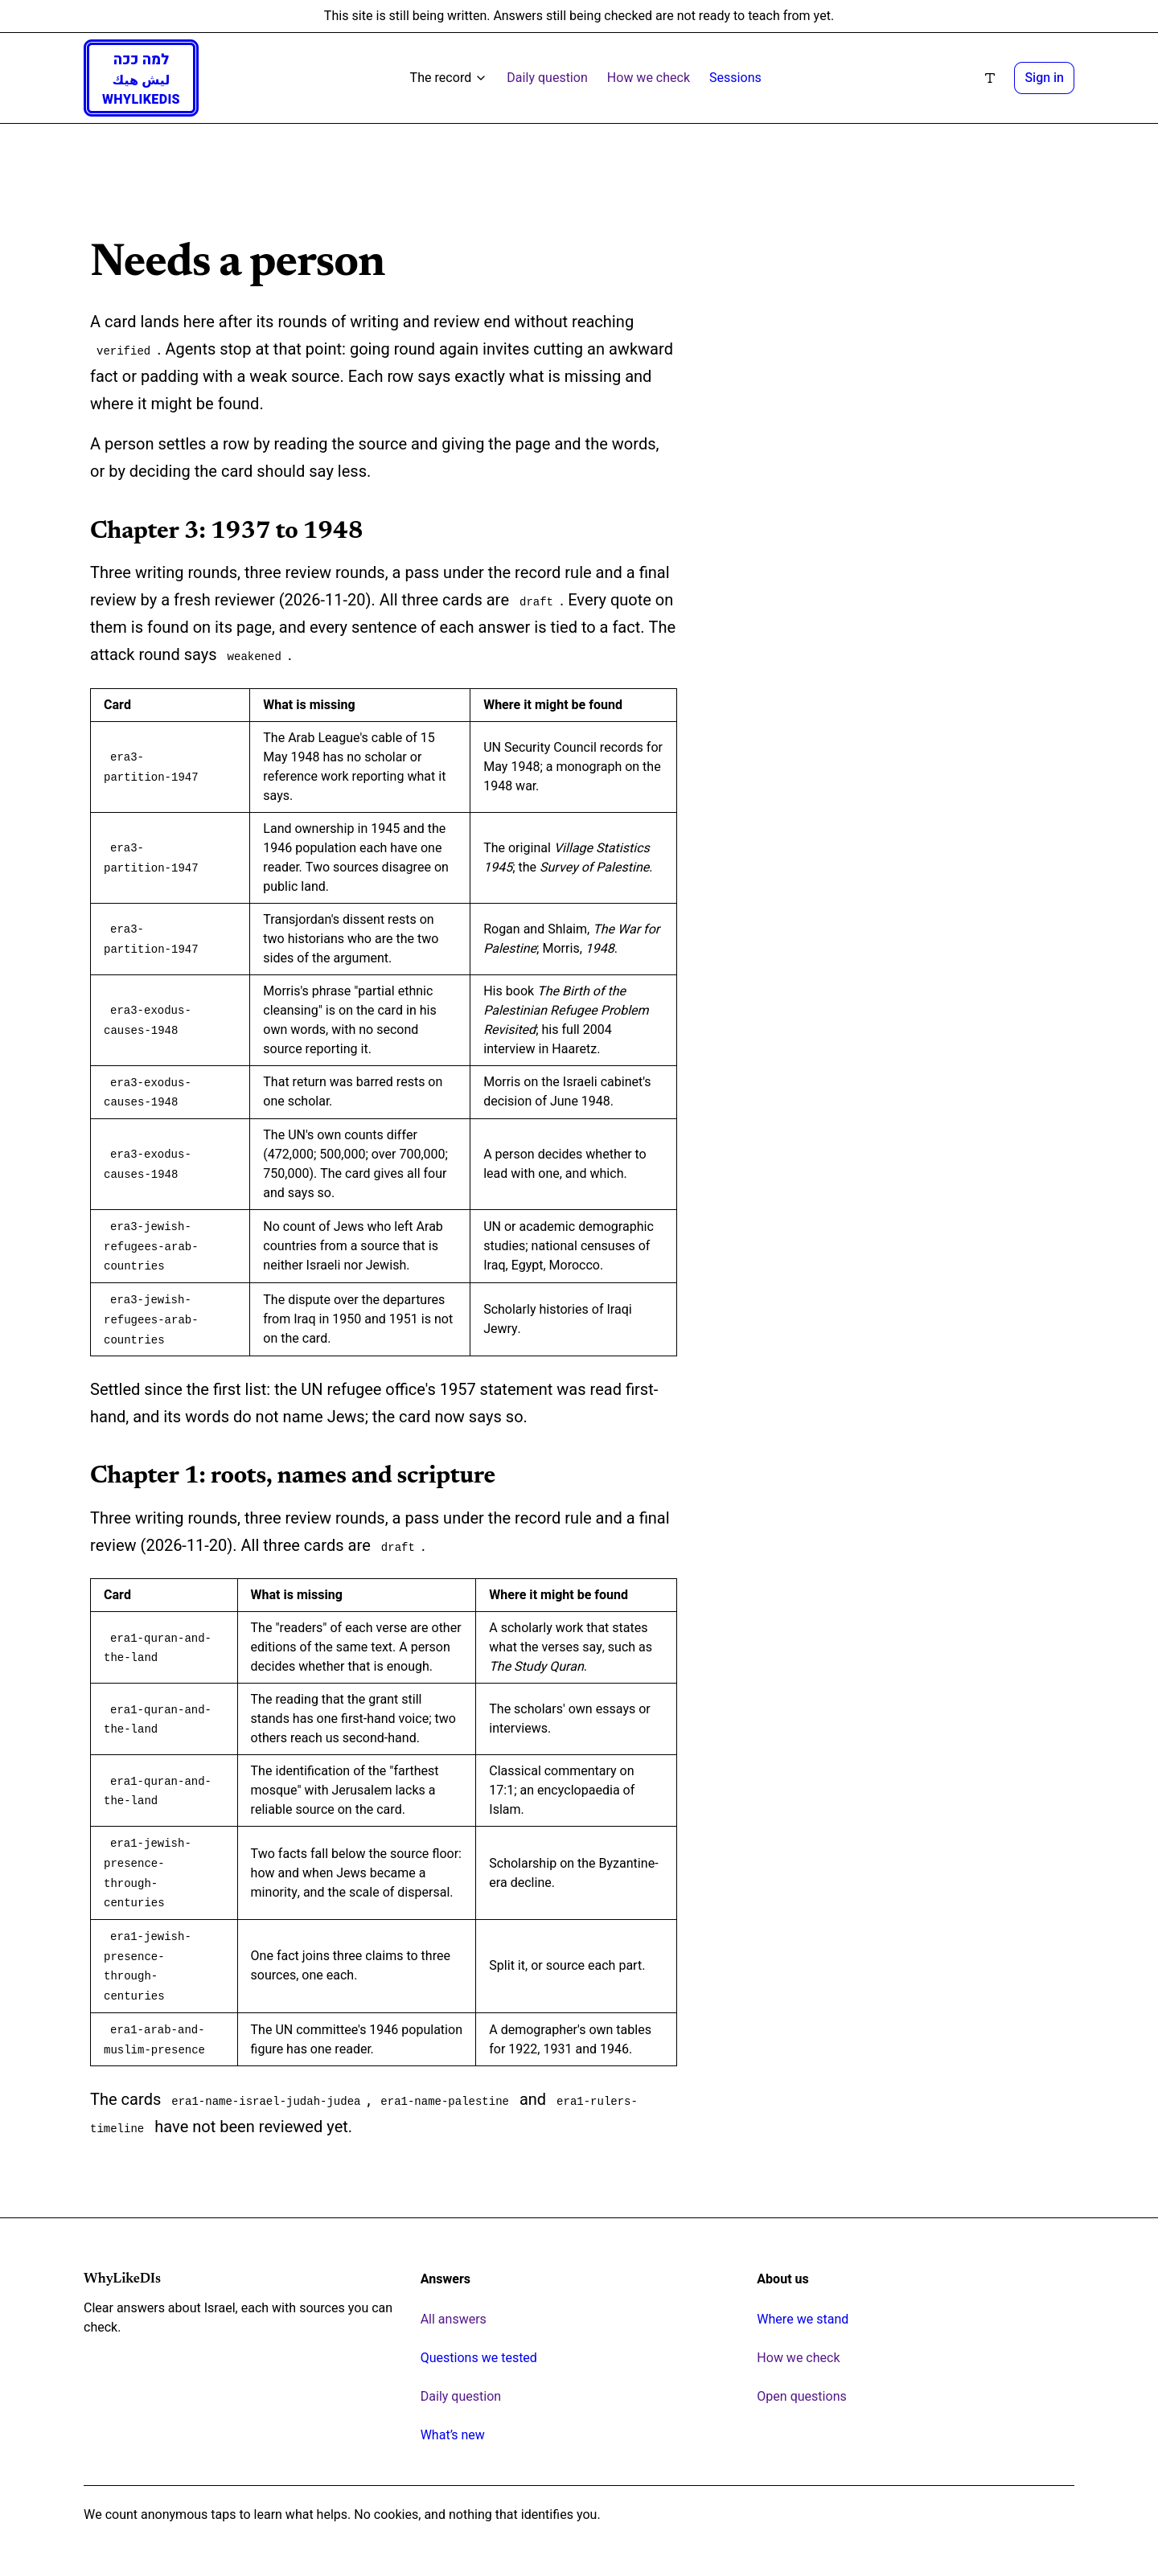 This site is still being written. Answers still being checked are not ready to teach from yet.
למה ככה
ليش هيك
WHYLIKEDIS
The record
Daily question
How we check
Sessions
T
Sign in
Needs a person
A card lands here after its rounds of writing and review end without reaching
verified . Agents stop at that point: going round again invites cutting an awkward
fact or padding with a weak source. Each row says exactly what is missing and
where it might be found.
A person settles a row by reading the source and giving the page and the words,
or by deciding the card should say less.
Chapter 3: 1937 to 1948
Three writing rounds, three review rounds, a pass under the record rule and a final
review by a fresh reviewer (2026-11-20). All three cards are draft . Every quote on
them is found on its page, and every sentence of each answer is tied to a fact. The
attack round says weakened .
Card
What is missing
Where it might be found
era3-
partition-1947
The Arab League's cable of 15
May 1948 has no scholar or
reference work reporting what it
says.
UN Security Council records for
May 1948; a monograph on the
1948 war.
era3-
partition-1947
Land ownership in 1945 and the
1946 population each have one
reader. Two sources disagree on
public land.
The original Village Statistics
1945; the Survey of Palestine.
era3-
partition-1947
Transjordan's dissent rests on
two historians who are the two
sides of the argument.
Rogan and Shlaim, The War for
Palestine; Morris, 1948.
era3-exodus-
causes-1948
Morris's phrase "partial ethnic
cleansing" is on the card in his
own words, with no second
source reporting it.
His book The Birth of the
Palestinian Refugee Problem
Revisited; his full 2004
interview in Haaretz.
era3-exodus-
causes-1948
That return was barred rests on
one scholar.
Morris on the Israeli cabinet's
decision of June 1948.
era3-exodus-
causes-1948
The UN's own counts differ
(472,000; 500,000; over 700,000;
750,000). The card gives all four
and says so.
A person decides whether to
lead with one, and which.
era3-jewish-
refugees-arab-
countries
No count of Jews who left Arab
countries from a source that is
neither Israeli nor Jewish.
UN or academic demographic
studies; national censuses of
Iraq, Egypt, Morocco.
era3-jewish-
refugees-arab-
countries
The dispute over the departures
from Iraq in 1950 and 1951 is not
on the card.
Scholarly histories of Iraqi
Jewry.
Settled since the first list: the UN refugee office's 1957 statement was read first-
hand, and its words do not name Jews; the card now says so.
Chapter 1: roots, names and scripture
Three writing rounds, three review rounds, a pass under the record rule and a final
review (2026-11-20). All three cards are draft .
Card
What is missing
Where it might be found
era1-quran-and-
the-land
The "readers" of each verse are other
editions of the same text. A person
decides whether that is enough.
A scholarly work that states
what the verses say, such as
The Study Quran.
era1-quran-and-
the-land
The reading that the grant still
stands has one first-hand voice; two
others reach us second-hand.
The scholars' own essays or
interviews.
era1-quran-and-
the-land
The identification of the "farthest
mosque" with Jerusalem lacks a
reliable source on the card.
Classical commentary on
17:1; an encyclopaedia of
Islam.
era1-jewish-
presence-
through-
centuries
Two facts fall below the source floor:
how and when Jews became a
minority, and the scale of dispersal.
Scholarship on the Byzantine-
era decline.
era1-jewish-
presence-
through-
centuries
One fact joins three claims to three
sources, one each.
Split it, or source each part.
era1-arab-and-
muslim-presence
The UN committee's 1946 population
figure has one reader.
A demographer's own tables
for 1922, 1931 and 1946.
The cards era1-name-israel-judah-judea , era1-name-palestine and era1-rulers-
timeline have not been reviewed yet.
WhyLikeDIs
Clear answers about Israel, each with sources you can
check.
Answers
All answers
Questions we tested
Daily question
What's new
About us
Where we stand
How we check
Open questions
We count anonymous taps to learn what helps. No cookies, and nothing that identifies you.